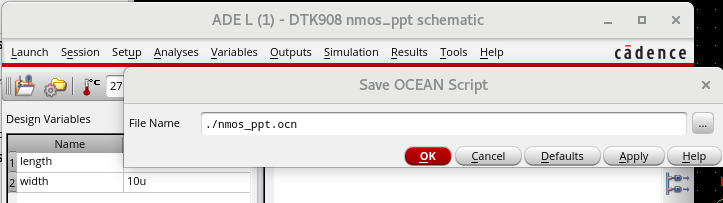 ADE L (1) - DTK908 nmos_ppt schematic
Launch Session Setup Analyses Variables Outputs Simulation Results Tools Help cādence
27
Save OCEAN Script
File Name ./nmos_ppt.ocn ...
OK Cancel Defaults Apply Help
Design Variables
Name
1 length
2 width 10u